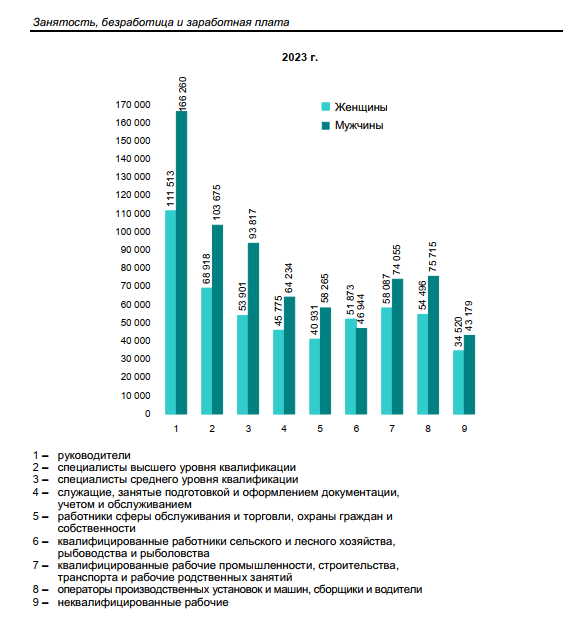 Занятость, безработица и заработная плата
2023 г.
170 000
160 000
150 000
140 000
130 000
120 000
110 000
100 000
90 000
80 000
70 000
60 000
50 000
40 000
30 000
20 000
10 000
0
Женщины
Мужчины
111 513
166 260
68 918
103 675
53 901
93 817
45 775
64 234
40 931
58 265
51 873
46 944
58 087
74 055
54 496
75 715
34 520
43 179
1 2 3 4 5 6 7 8 9
1 – руководители
2 – специалисты высшего уровня квалификации
3 – специалисты среднего уровня квалификации
4 – служащие, занятые подготовкой и оформлением документации,
учетом и обслуживанием
5 – работники сферы обслуживания и торговли, охраны граждан и
собственности
6 – квалифицированные работники сельского и лесного хозяйства,
рыбоводства и рыболовства
7 – квалифицированные рабочие промышленности, строительства,
транспорта и рабочие родственных занятий
8 – операторы производственных установок и машин, сборщики и водители
9 – неквалифицированные рабочие